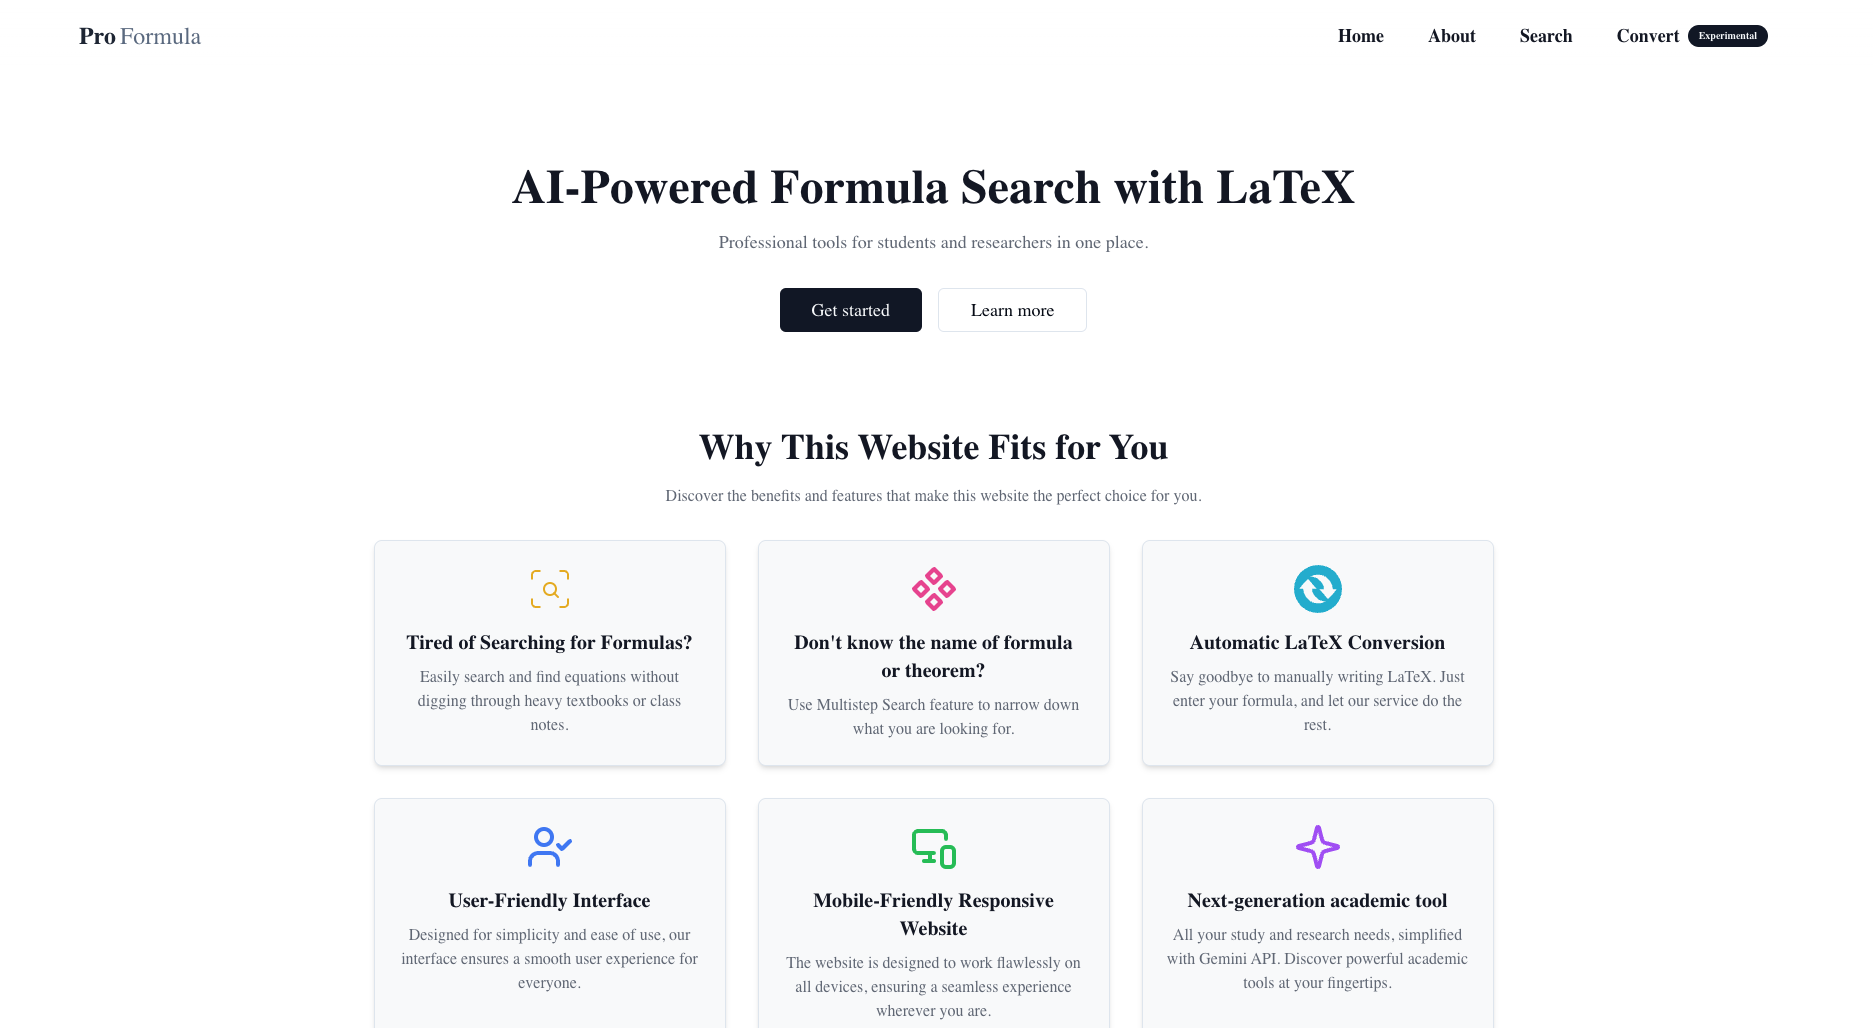 Pro Formula
Home
About
Search
Convert
Experimental
AI-Powered Formula Search with LaTeX
Professional tools for students and researchers in one place.
Get started
Learn more
Why This Website Fits for You
Discover the benefits and features that make this website the perfect choice for you.
Tired of Searching for Formulas?
Easily search and find equations without
digging through heavy textbooks or class
notes.
Don't know the name of formula
or theorem?
Use Multistep Search feature to narrow down
what you are looking for.
Automatic LaTeX Conversion
Say goodbye to manually writing LaTeX. Just
enter your formula, and let our service do the
rest.
User-Friendly Interface
Designed for simplicity and ease of use, our
interface ensures a smooth user experience for
everyone.
Mobile-Friendly Responsive
Website
The website is designed to work flawlessly on
all devices, ensuring a seamless experience
wherever you are.
Next-generation academic tool
All your study and research needs, simplified
with Gemini API. Discover powerful academic
tools at your fingertips.